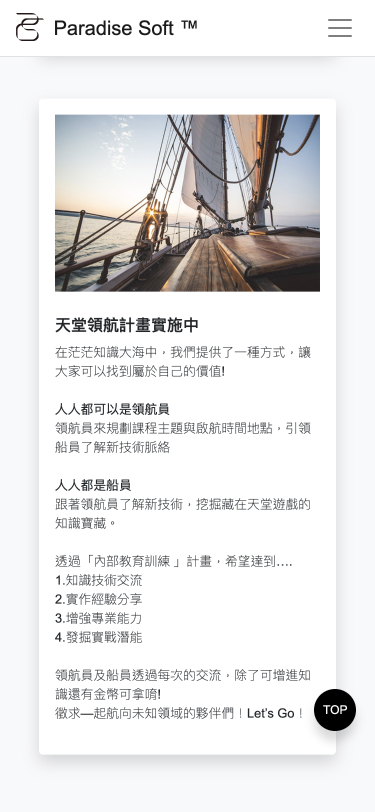 Paradise Soft ™
天堂領航計畫實施中
在茫茫知識大海中，我們提供了一種方式，讓
大家可以找到屬於自己的價值!
人人都可以是領航員
領航員來規劃課程主題與啟航時間地點，引領
船員了解新技術脈絡
人人都是船員
跟著領航員了解新技術，挖掘藏在天堂遊戲的
知識寶藏。
透過「內部教育訓練 」計畫，希望達到….
1.知識技術交流
2.實作經驗分享
3.增強專業能力
4.發掘實戰潛能
領航員及船員透過每次的交流，除了可增進知
識還有金幣可拿唷!
徵求—起航向未知領域的夥伴們！Let’s Go！
TOP